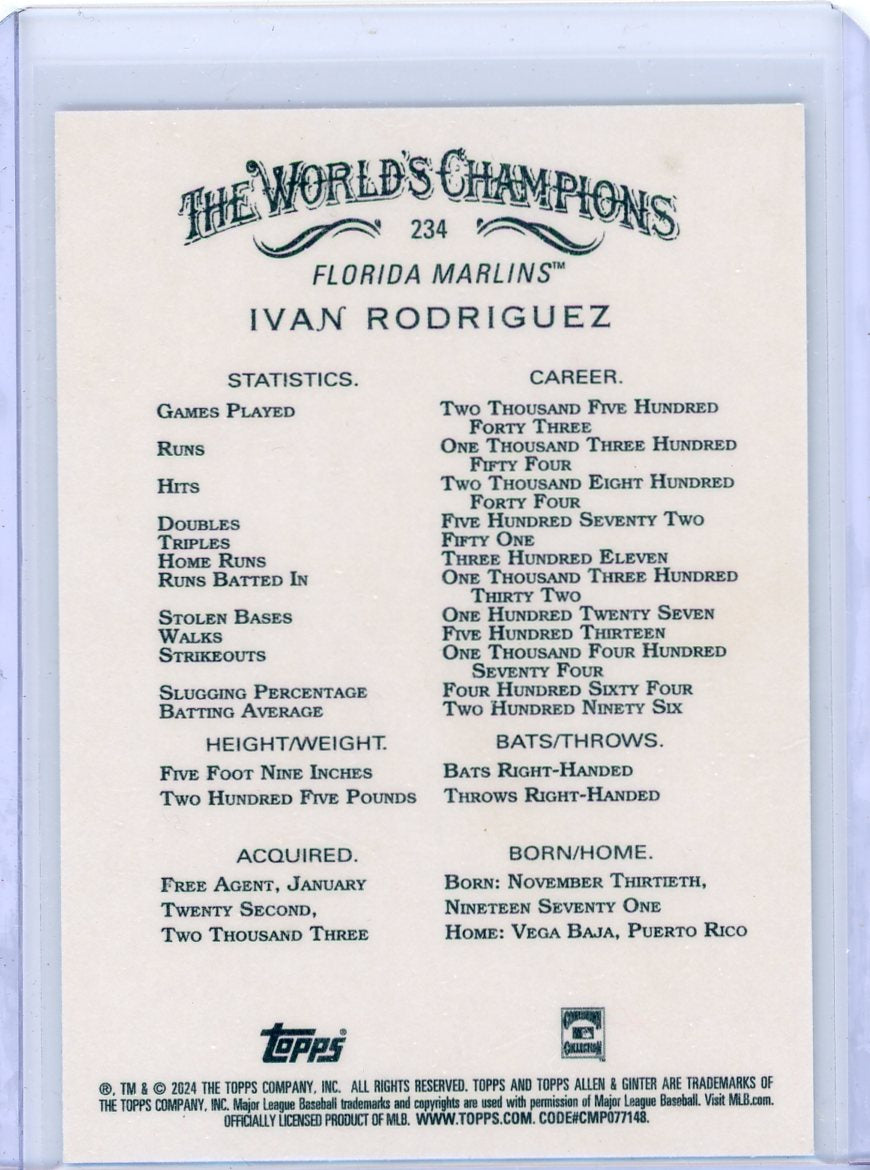 THE WORLD'S CHAMPIONS
234
FLORIDA MARLINS™
IVAN RODRIGUEZ
STATISTICS. CAREER.
GAMES PLAYED TWO THOUSAND FIVE HUNDRED
FORTY THREE
RUNS ONE THOUSAND THREE HUNDRED
FIFTY FOUR
HITS TWO THOUSAND EIGHT HUNDRED
FORTY FOUR
DOUBLES FIVE HUNDRED SEVENTY TWO
TRIPLES FIFTY ONE
HOME RUNS THREE HUNDRED ELEVEN
RUNS BATTED IN ONE THOUSAND THREE HUNDRED
THIRTY TWO
STOLEN BASES ONE HUNDRED TWENTY SEVEN
WALKS FIVE HUNDRED THIRTEEN
STRIKEOUTS ONE THOUSAND FOUR HUNDRED
SEVENTY FOUR
SLUGGING PERCENTAGE FOUR HUNDRED SIXTY FOUR
BATTING AVERAGE TWO HUNDRED NINETY SIX
HEIGHT/WEIGHT. BATS/THROWS.
FIVE FOOT NINE INCHES BATS RIGHT-HANDED
TWO HUNDRED FIVE POUNDS THROWS RIGHT-HANDED
ACQUIRED. BORN/HOME.
FREE AGENT, JANUARY BORN: NOVEMBER THIRTIETH,
TWENTY SECOND, NINETEEN SEVENTY ONE
TWO THOUSAND THREE HOME: VEGA BAJA, PUERTO RICO
topps® COOPERSTOWN
COLLECTION
®, TM & © 2024 THE TOPPS COMPANY, INC. ALL RIGHTS RESERVED. TOPPS AND TOPPS ALLEN & GINTER ARE TRADEMARKS OF
THE TOPPS COMPANY, INC. Major League Baseball trademarks and copyrights are used with permission of Major League Baseball. Visit MLB.com.
OFFICIALLY LICENSED PRODUCT OF MLB. WWW.TOPPS.COM. CODE#CMP077148.